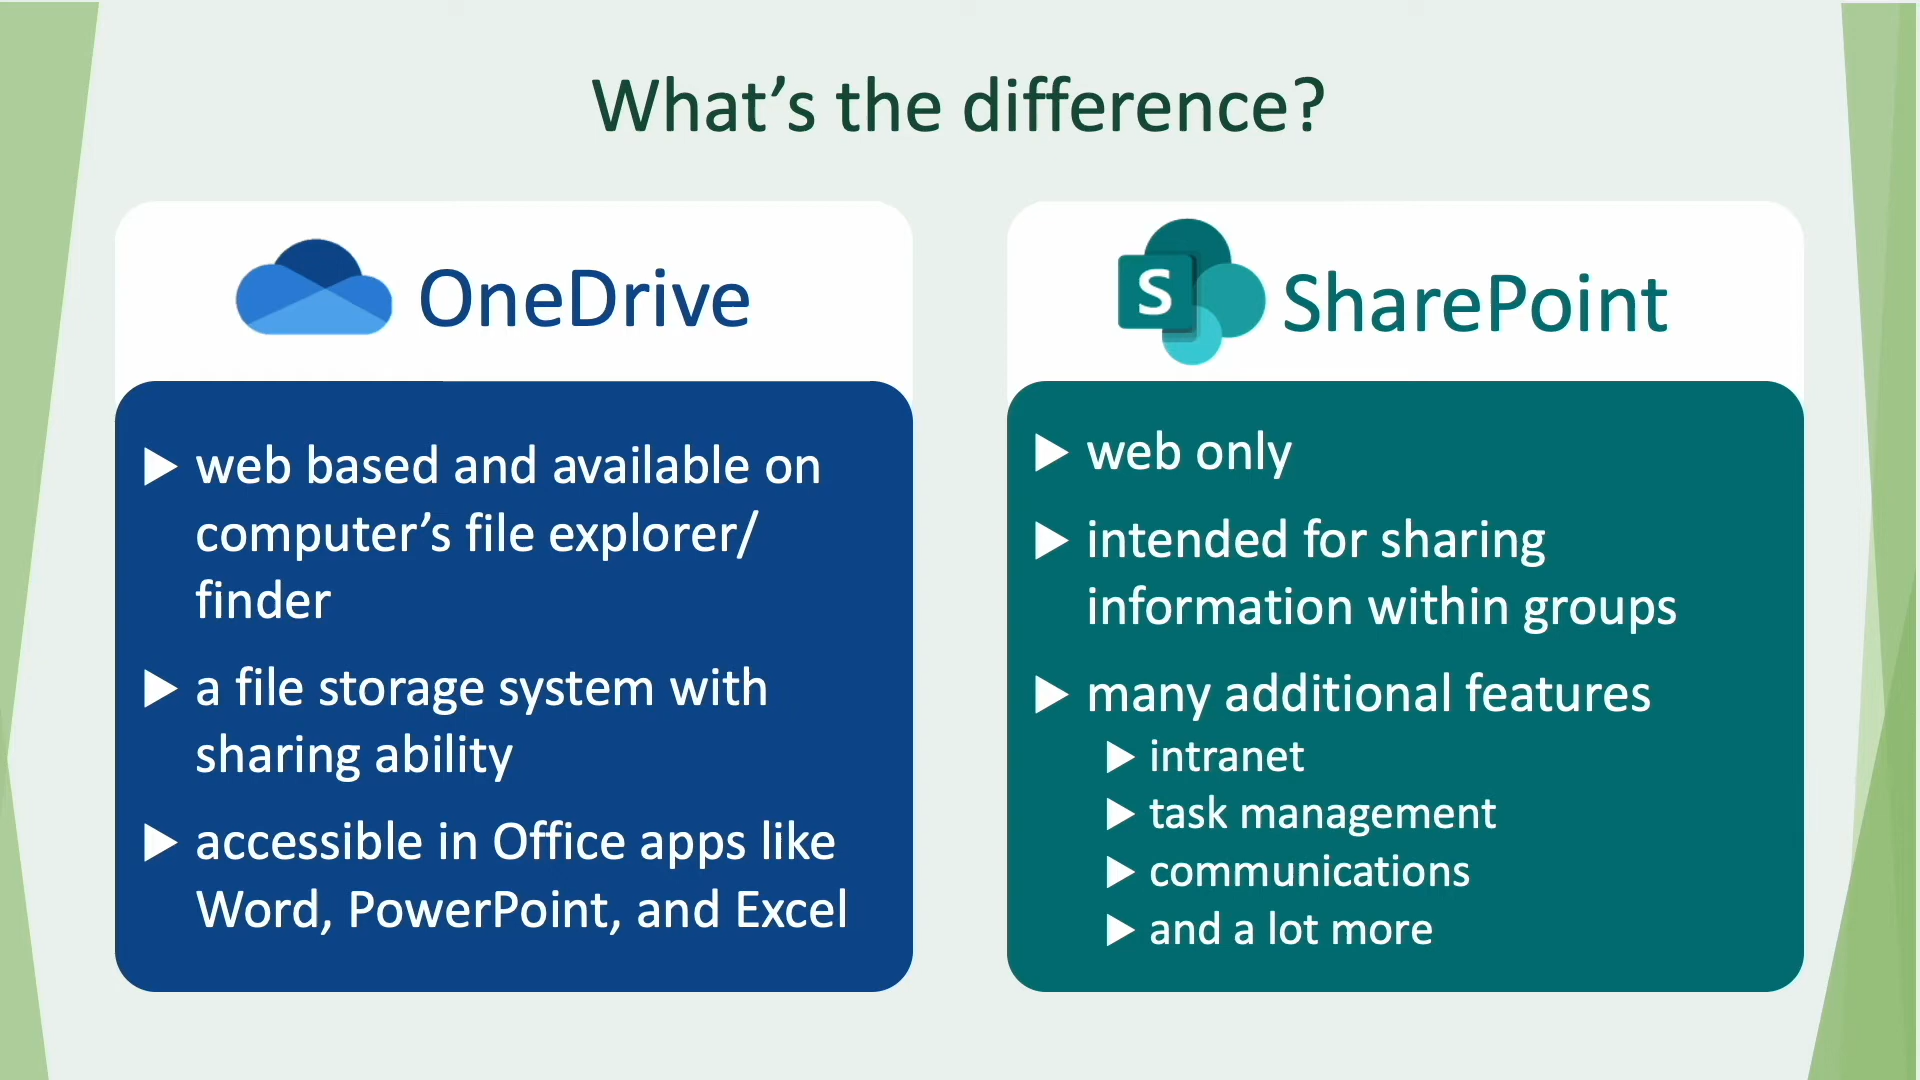 What's the difference?
OneDrive
web based and available on
computer's file explorer/
finder
a file storage system with
sharing ability
accessible in Office apps like
Word, PowerPoint, and Excel
S
SharePoint
web only
intended for sharing
information within groups
many additional features
intranet
task management
communications
and a lot more